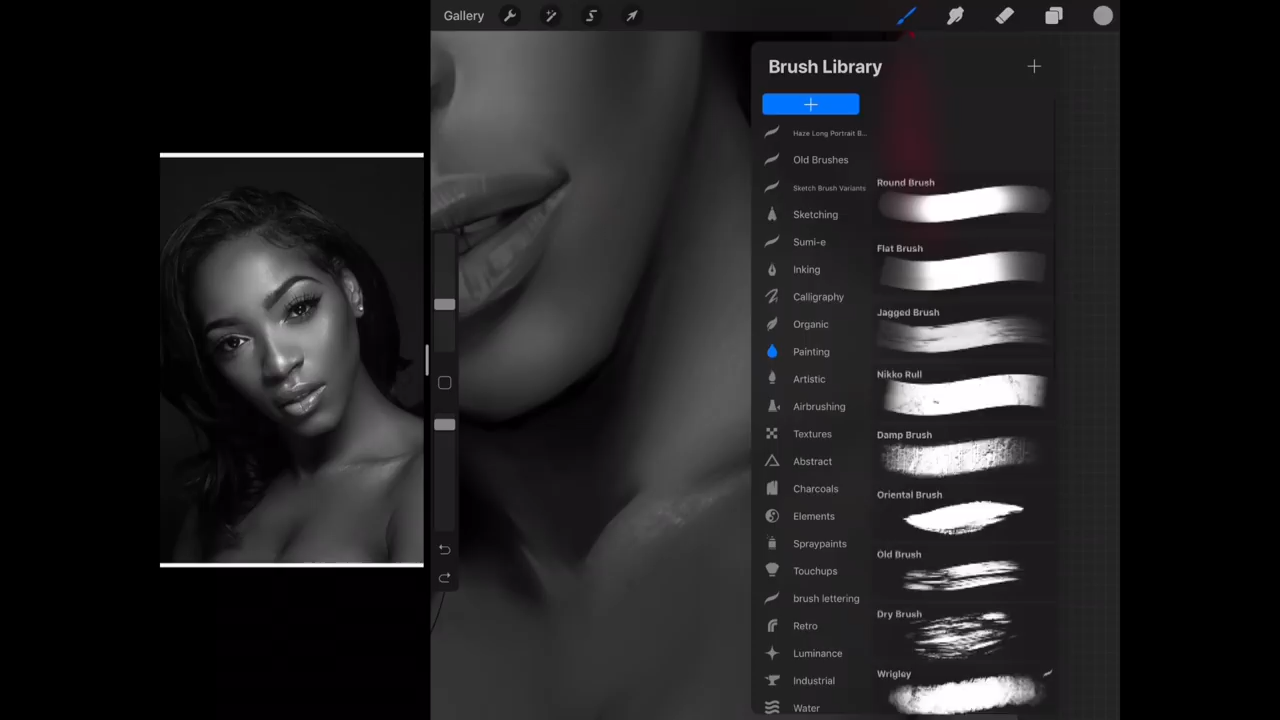 Gallery
Brush Library
Haze Long Portrait B...
Old Brushes
Sketch Brush Variants
Sketching
Sumi-e
Inking
Calligraphy
Organic
Painting
Artistic
Airbrushing
Textures
Abstract
Charcoals
Elements
Spraypaints
Touchups
brush lettering
Retro
Luminance
Industrial
Water
Round Brush
Flat Brush
Jagged Brush
Nikko Rull
Damp Brush
Oriental Brush
Old Brush
Dry Brush
Wrigley